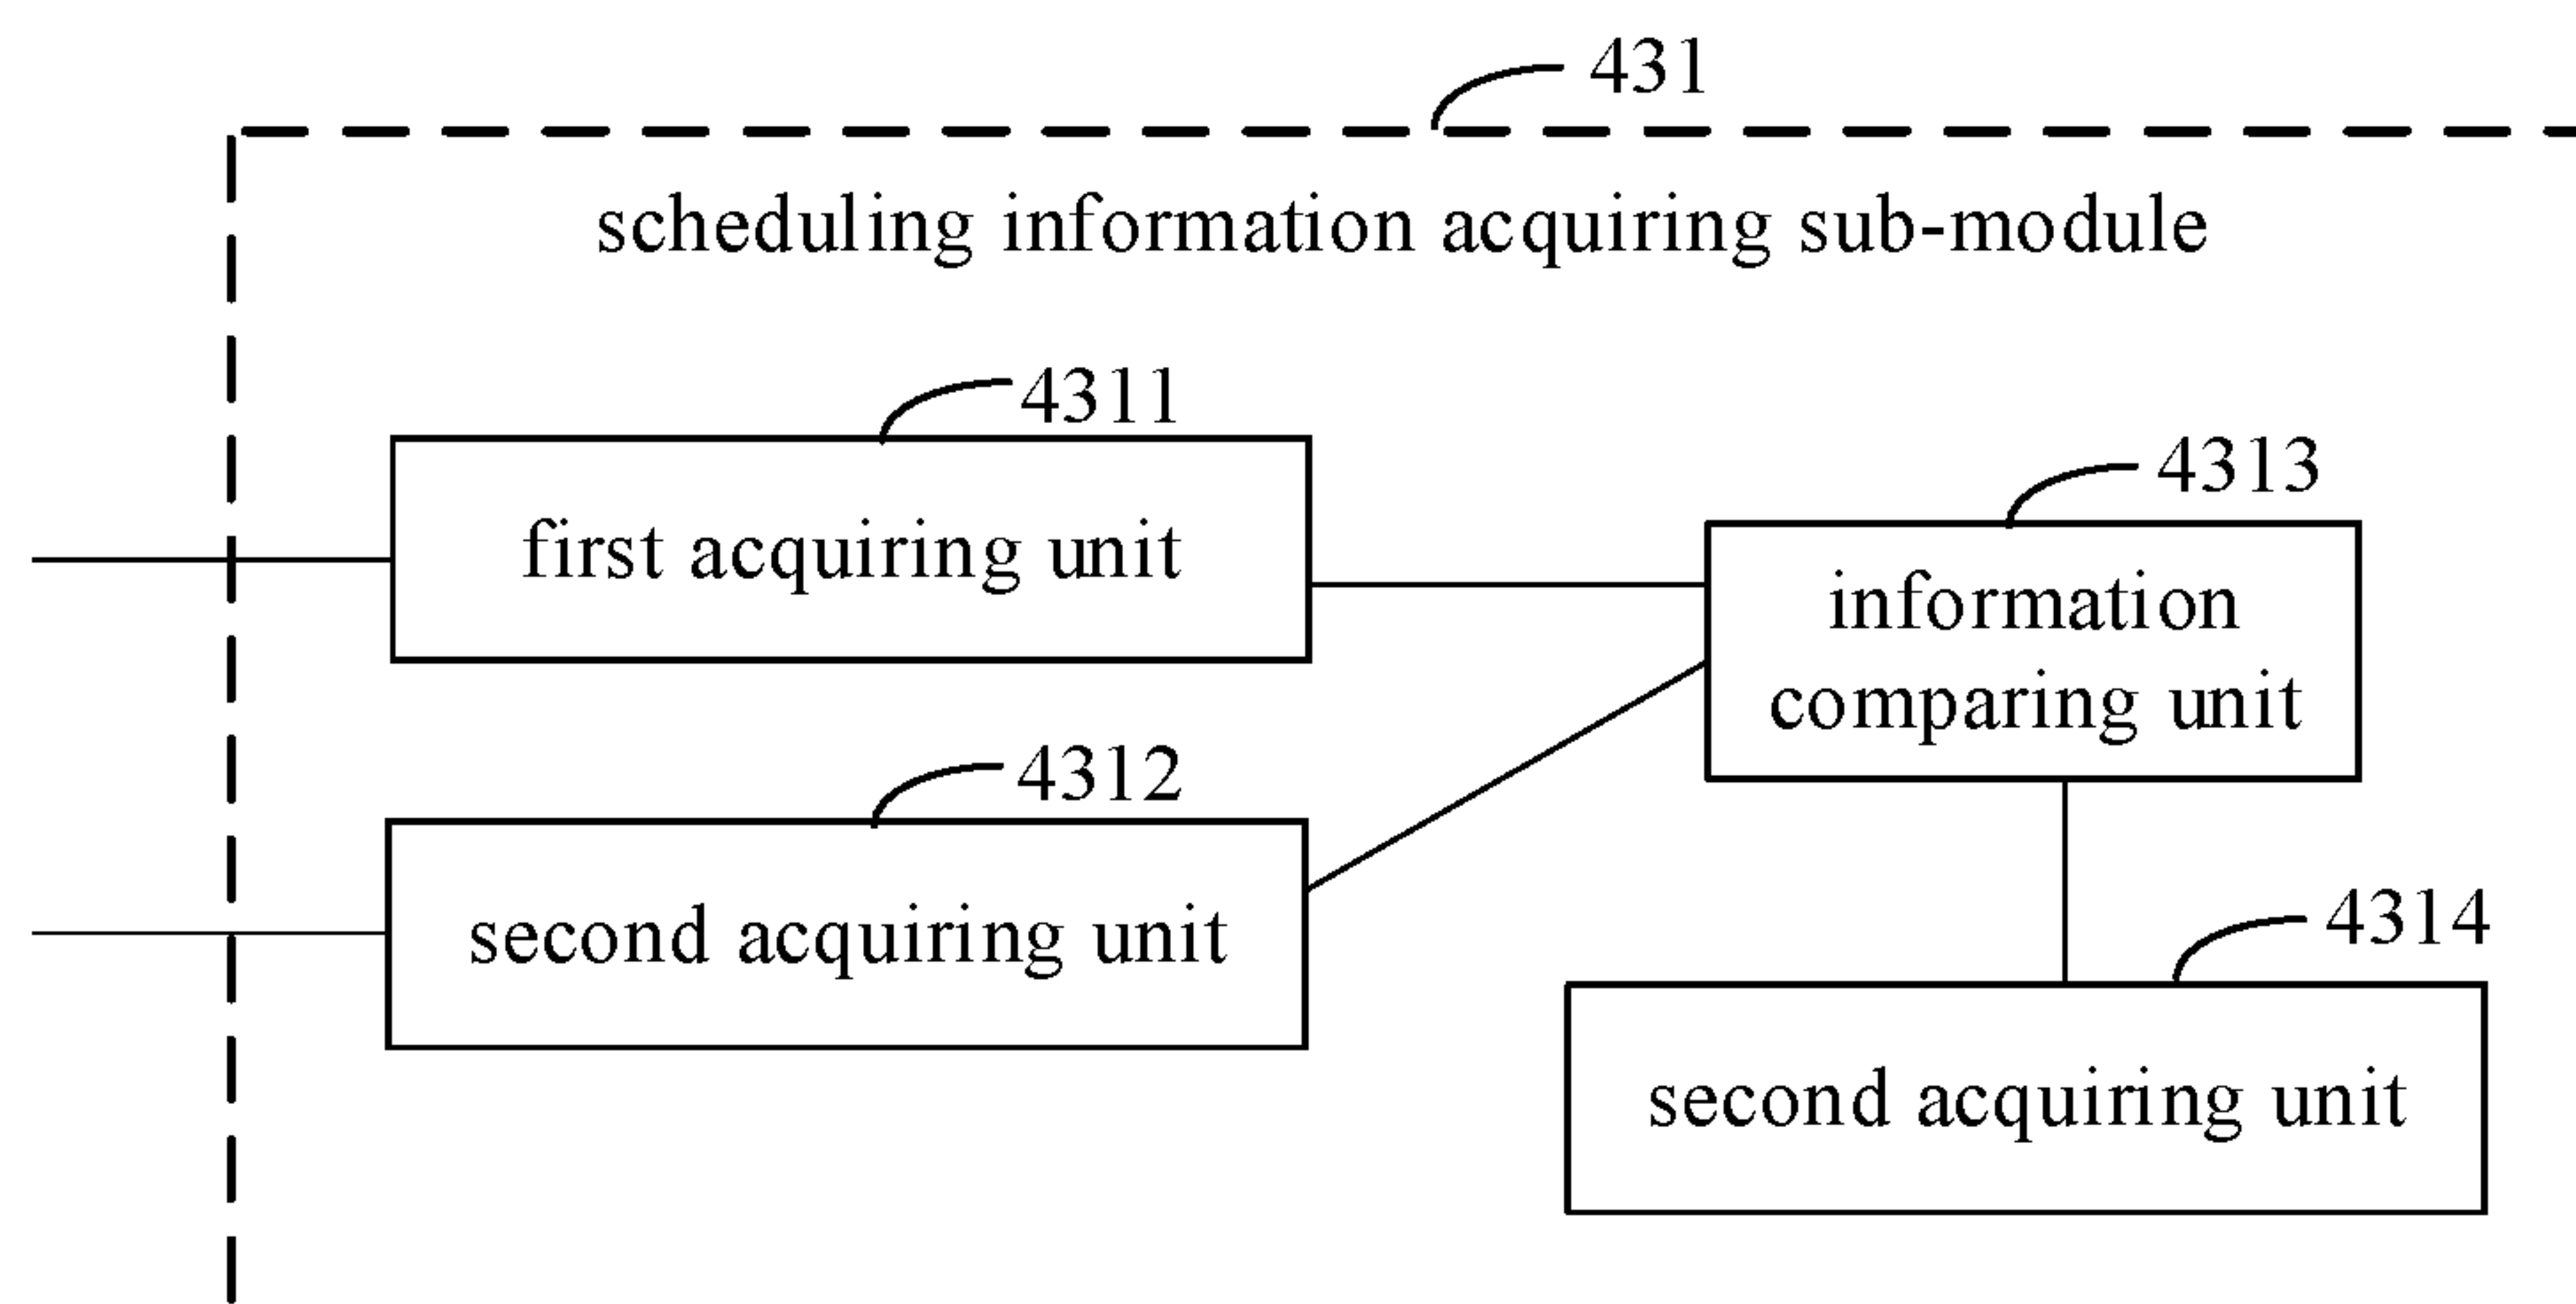 431
scheduling information acquiring sub-module
4311
first acquiring unit
4313
information
comparing unit
4312
second acquiring unit
4314
second acquiring unit